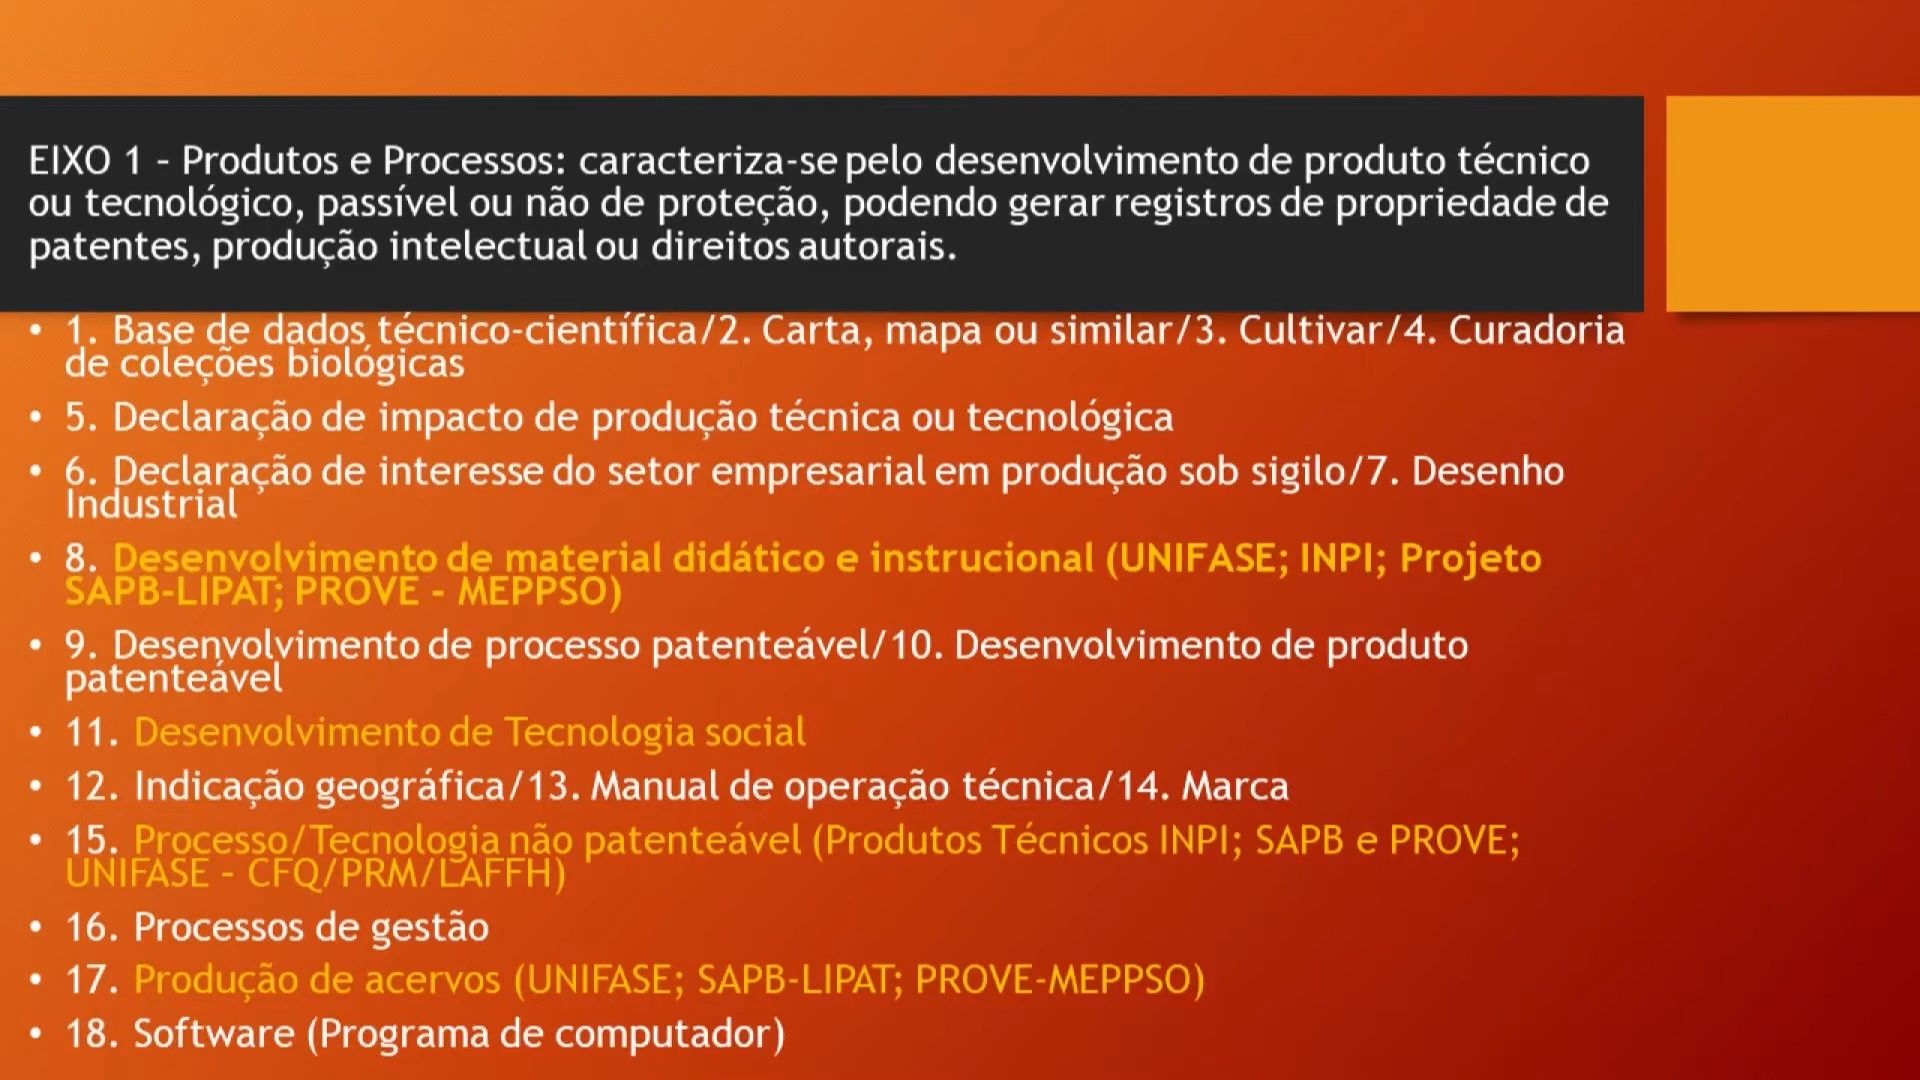 EIXO 1 – Produtos e Processos: caracteriza-se pelo desenvolvimento de produto técnico
ou tecnológico, passível ou não de proteção, podendo gerar registros de propriedade de
patentes, produção intelectual ou direitos autorais.
• 1. Base de dados técnico-científica/2. Carta, mapa ou similar/3. Cultivar/4. Curadoria
de coleções biológicas
• 5. Declaração de impacto de produção técnica ou tecnológica
• 6. Declaração de interesse do setor empresarial em produção sob sigilo/7. Desenho
Industrial
• 8. Desenvolvimento de material didático e instrucional (UNIFASE; INPI; Projeto
SAPB-LIPAT; PROVE - MEPPSO)
• 9. Desenvolvimento de processo patenteável/10. Desenvolvimento de produto
patenteável
• 11. Desenvolvimento de Tecnologia social
• 12. Indicação geográfica/13. Manual de operação técnica/14. Marca
• 15. Processo/Tecnologia não patenteável (Produtos Técnicos INPI; SAPB e PROVE;
UNIFASE – CFQ/PRM/LAFFH)
• 16. Processos de gestão
• 17. Produção de acervos (UNIFASE; SAPB-LIPAT; PROVE-MEPPSO)
• 18. Software (Programa de computador)